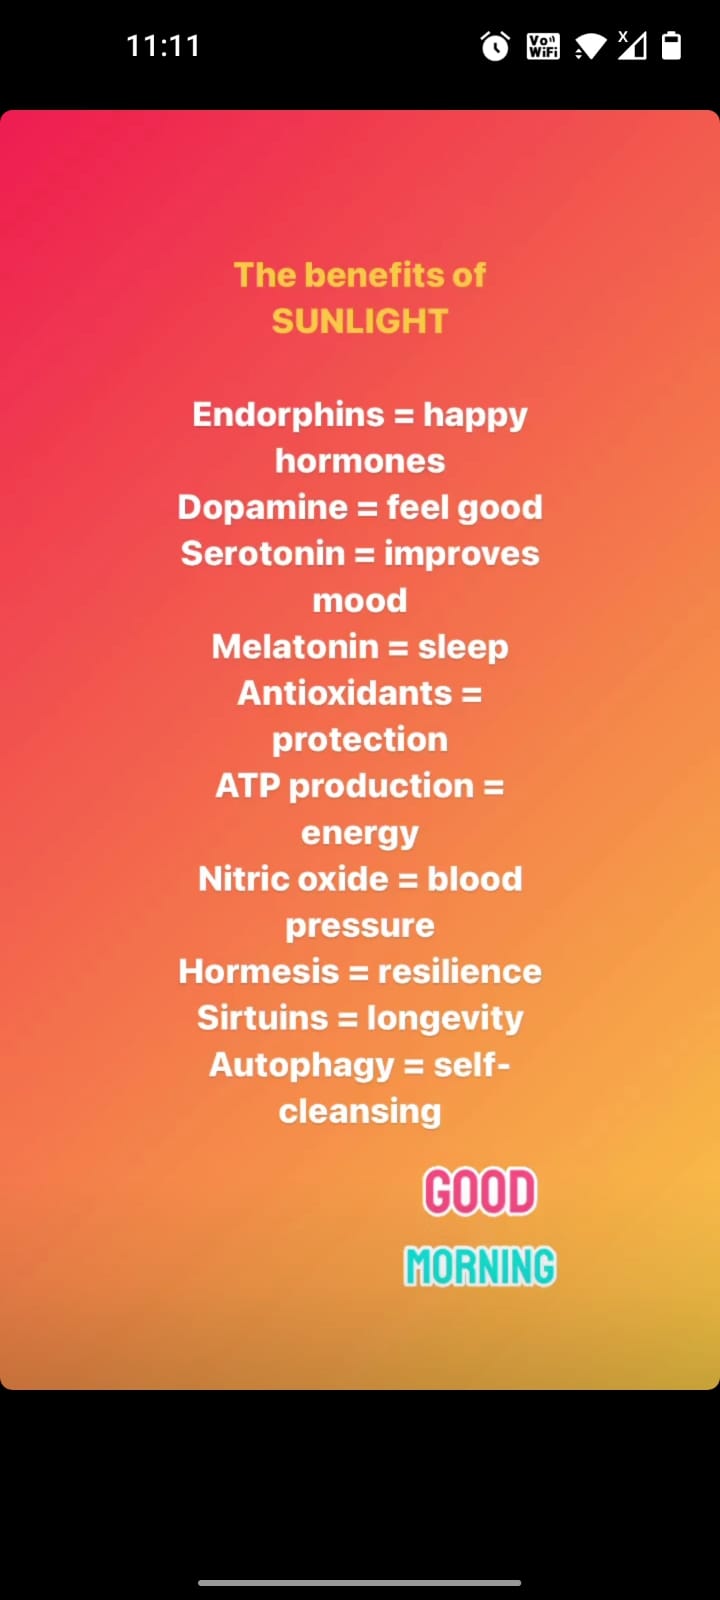 11:11
Vo
WiFi
X
The benefits of
SUNLIGHT
Endorphins = happy
hormones
Dopamine = feel good
Serotonin = improves
mood
Melatonin = sleep
Antioxidants =
protection
ATP production =
energy
Nitric oxide = blood
pressure
Hormesis = resilience
Sirtuins = longevity
Autophagy = self-
cleansing
GOOD
MORNING